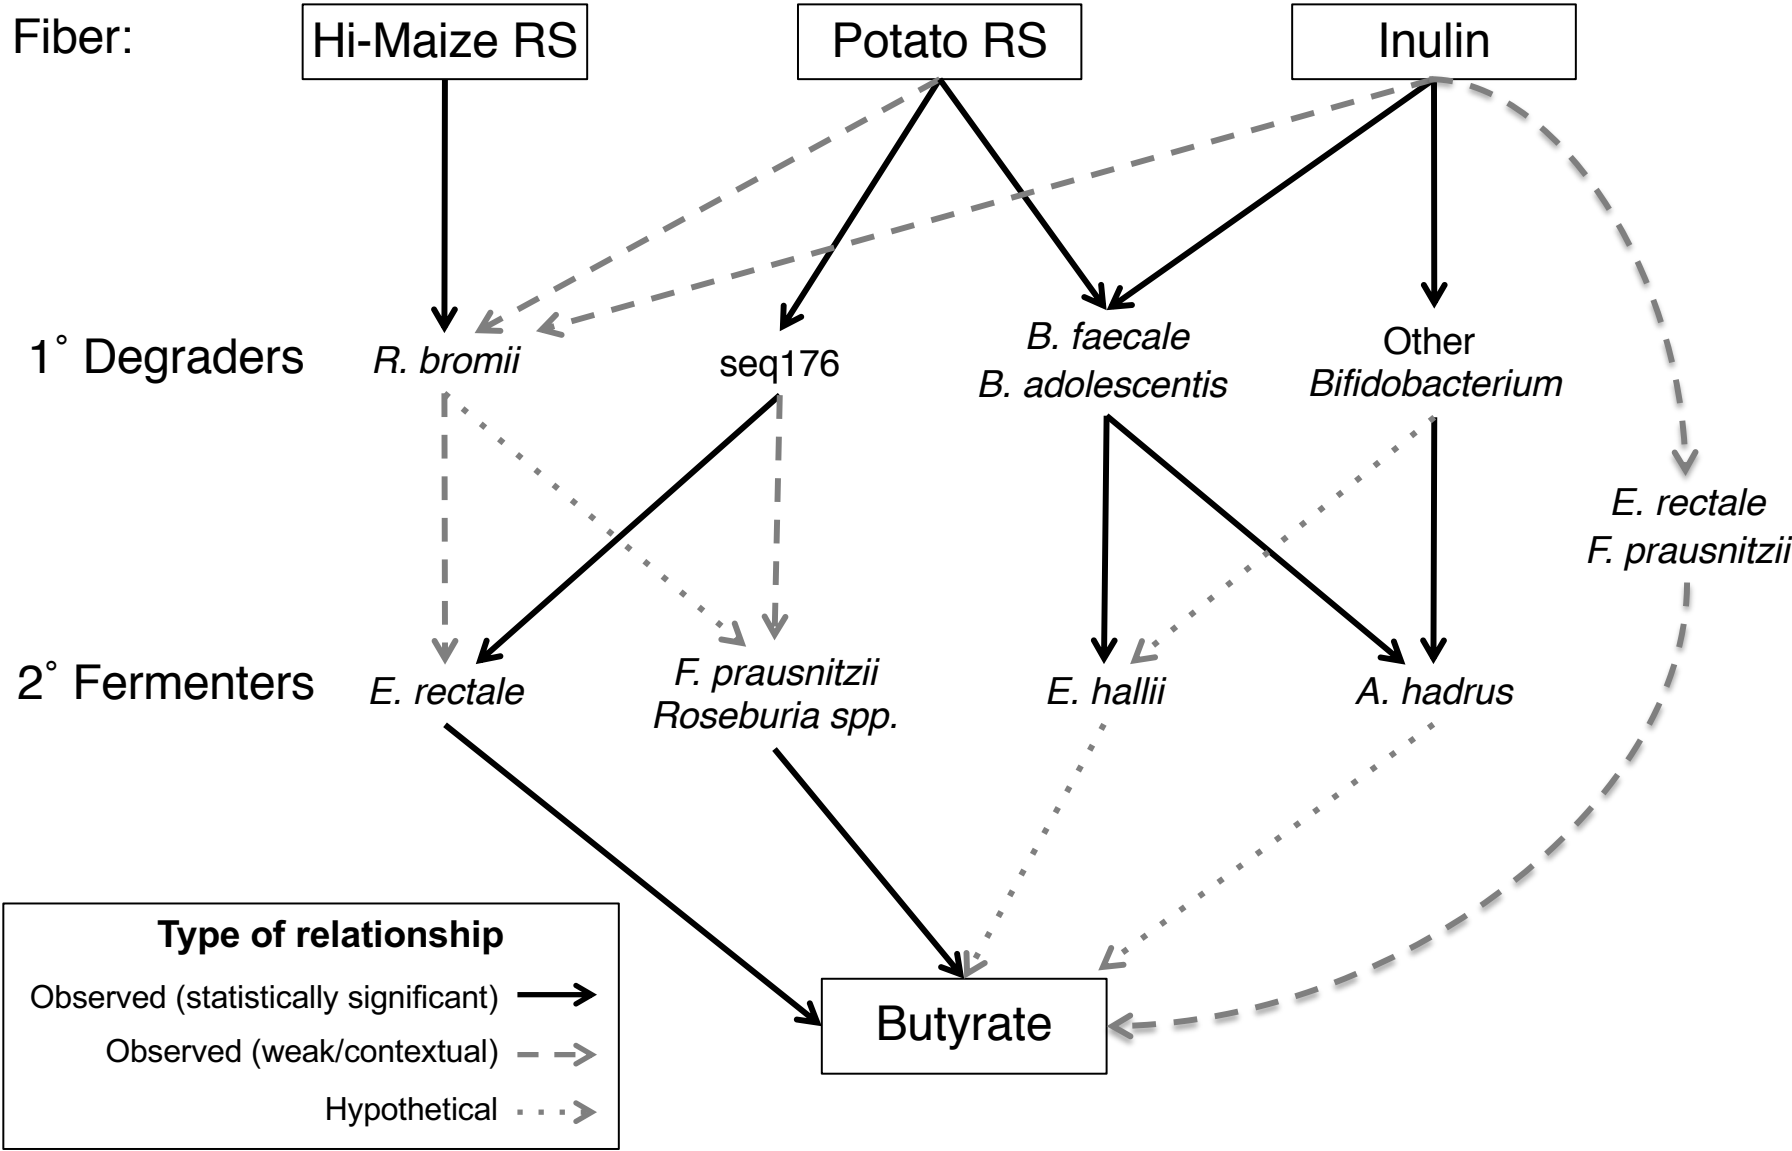 Fiber:
Hi-Maize RS
Potato RS
Inulin
1° Degraders
R. bromii
seq176
B. faecale
B. adolescentis
Other
Bifidobacterium
E. rectale
F. prausnitzii
2° Fermenters
E. rectale
F. prausnitzii
Roseburia spp.
E. hallii
A. hadrus
Butyrate
Type of relationship
Observed (statistically significant)
Observed (weak/contextual)
Hypothetical